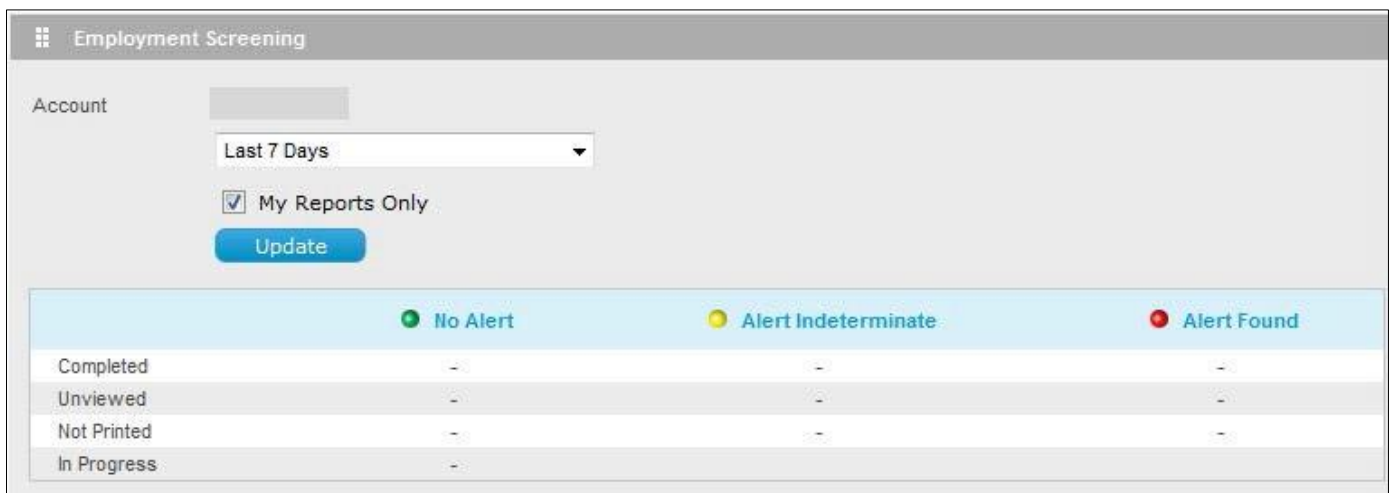 Employment Screening
Account
Last 7 Days
My Reports Only
Update
No Alert Alert Indeterminate Alert Found
Completed - - -
Unviewed - - -
Not Printed - - -
In Progress -